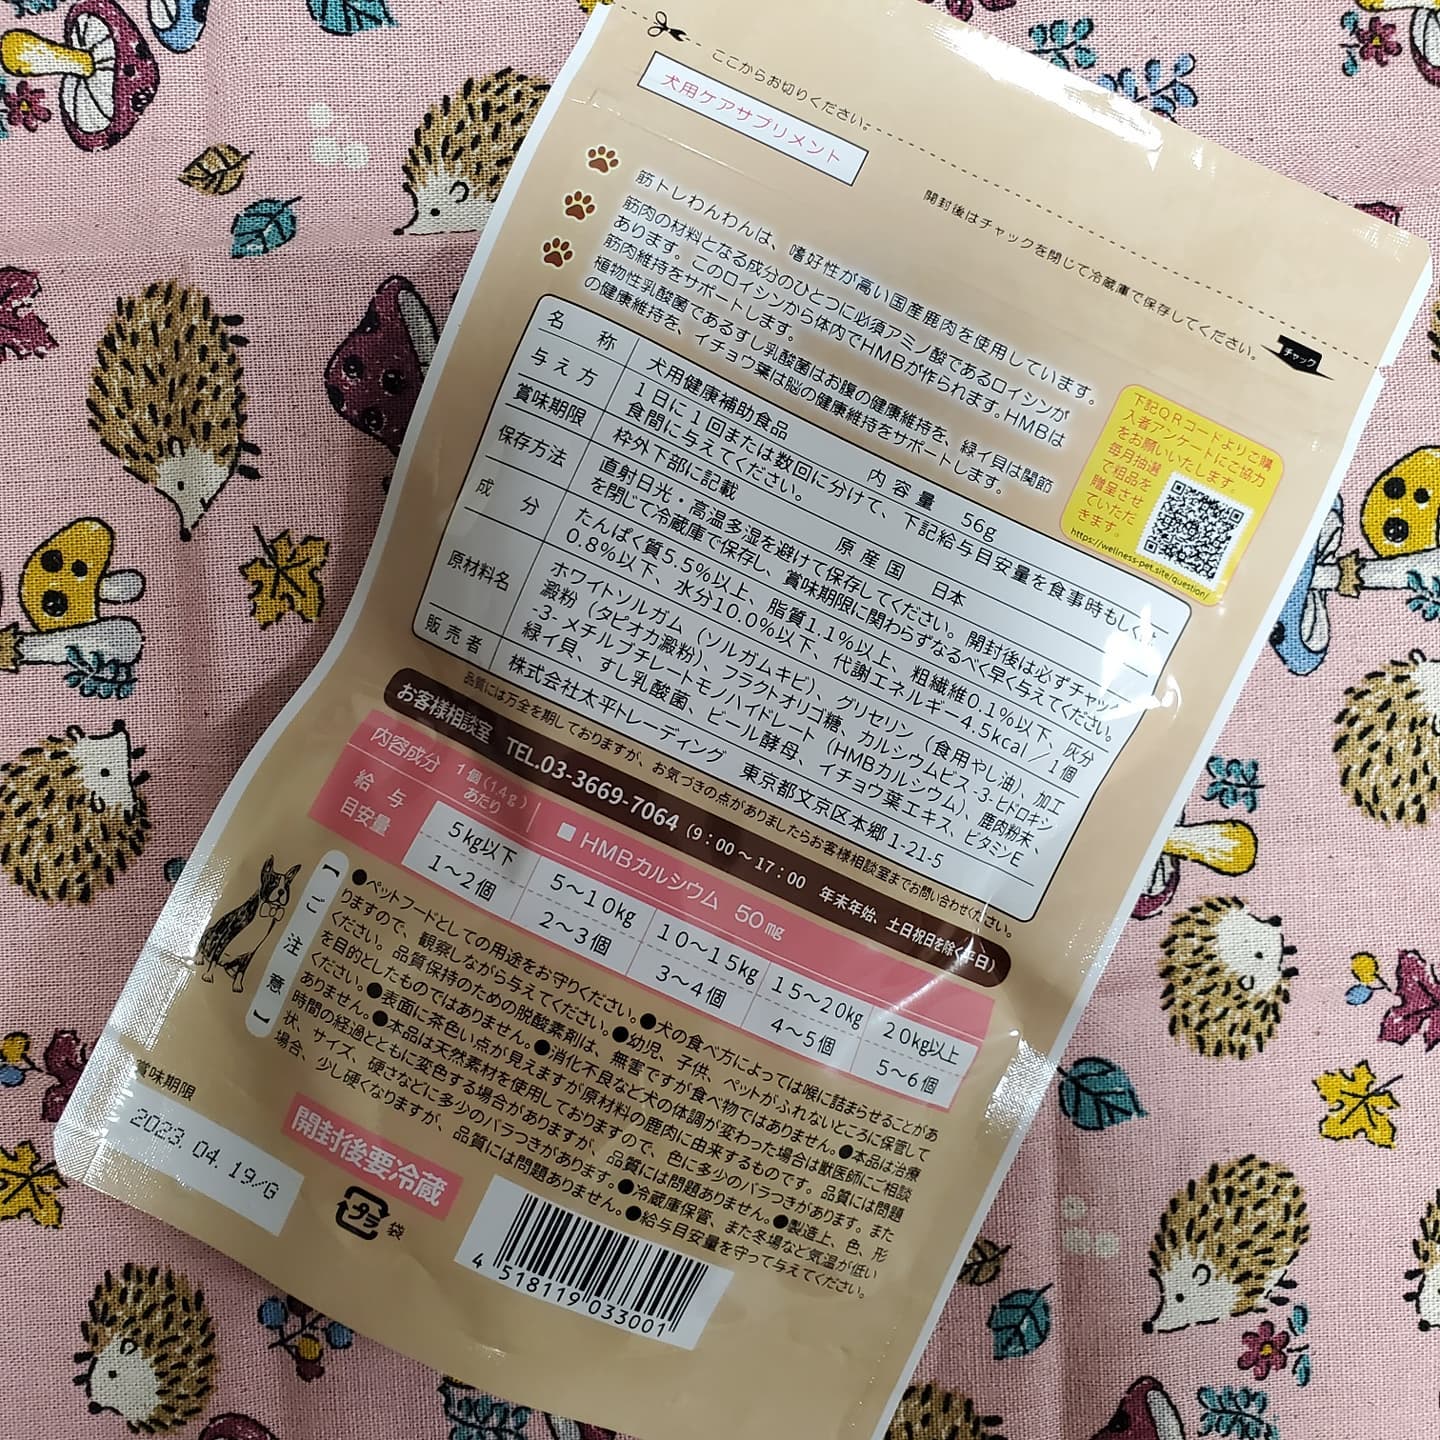 ここからお切りください。
犬用ケアサプリメント
開封後はチャックを閉じて冷蔵庫で保存してください。
チャック
筋トレわんわんは、嗜好性が高い国産鹿肉を使用しています。
筋肉の材料となる成分のひとつに必須アミノ酸であるロイシンが
あります。このロイシンから体内でHMBが作られます。HMBは
筋肉維持をサポートします。
植物性乳酸菌であるすし乳酸菌はお腹の健康維持を、緑イ貝は関節
の健康維持を、イチョウ葉は脳の健康維持をサポートします。
下記QRコードよりご購
入者アンケートにご協力
をお願いいたします。
毎月抽選
で粗品を
贈呈させ
ていただ
きます。
https://wellness-pet.site/question/
名称 犬用健康補助食品 内容量 56g
与え方 1日に1回または数回に分けて、下記給与目安量を食事時もしくは
食間に与えてください。
賞味期限 枠外下部に記載 原産国 日本
保存方法 直射日光・高温多湿を避けて保存してください。開封後は必ずチャック
を閉じて冷蔵庫で保存し、賞味期限に関わらずなるべく早く与えてください。
成分 たんぱく質5.5%以上、脂質1.1%以上、粗繊維0.1%以下、灰分
0.8%以下、水分10.0%以下、代謝エネルギー4.5kcal/1個
原材料名 ホワイトソルガム(ソルガムキビ)、グリセリン(食用やし油)、加工
澱粉(タピオカ澱粉)、フラクトオリゴ糖、カルシウムビス-3-ヒドロキシ
-3-メチルブチレートモノハイドレート(HMBカルシウム)、鹿肉粉末、
緑イ貝、すし乳酸菌、ビール酵母、イチョウ葉エキス、ビタミンE
販売者 株式会社太平トレーディング 東京都文京区本郷1-21-5
品質には万全を期しておりますが、お気づきの点がありましたらお客様相談室までお問い合わせください。
お客様相談室 TEL.03-3669-7064 (9:00~17:00 年末年始、土日祝日を除く平日)
内容成分 1個(1.4g)あたり ■HMBカルシウム 50mg
給与目安量
5kg以下 5~10kg 10~15kg 15~20kg 20kg以上
1~2個 2~3個 3~4個 4~5個 5~6個
【ご注意】
●ペットフードとしての用途をお守りください。●犬の食べ方によっては喉に詰まらせることがあ
りますので、観察しながら与えてください。●幼児、子供、ペットがふれないところに保管して
ください。品質保持のための脱酸素剤は、無害ですが食べ物ではありません。●本品は治療
を目的としたものではありません。●消化不良など犬の体調が変わった場合は獣医師にご相談
ください。●表面に茶色い点が見えますが原材料の鹿肉に由来するものです。品質には問題
ありません。●本品は天然素材を使用しておりますので、色に多少のバラつきがあります。また
時間の経過とともに変色する場合がありますが、品質には問題ありません。●製造上、色、形
状、サイズ、硬さなどに多少のバラつきがあります。●冷蔵庫保管、また冬場など気温が低い
場合、少し硬くなりますが、品質には問題ありません。●給与目安量を守って与えてください。
賞味期限
2023.04.19/G
開封後要冷蔵
プラ
袋
4 518119 033001